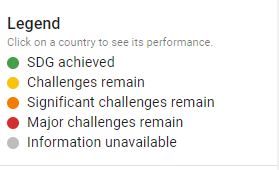 Legend
Click on a country to see its performance.
SDG achieved
Challenges remain
Significant challenges remain
Major challenges remain
Information unavailable